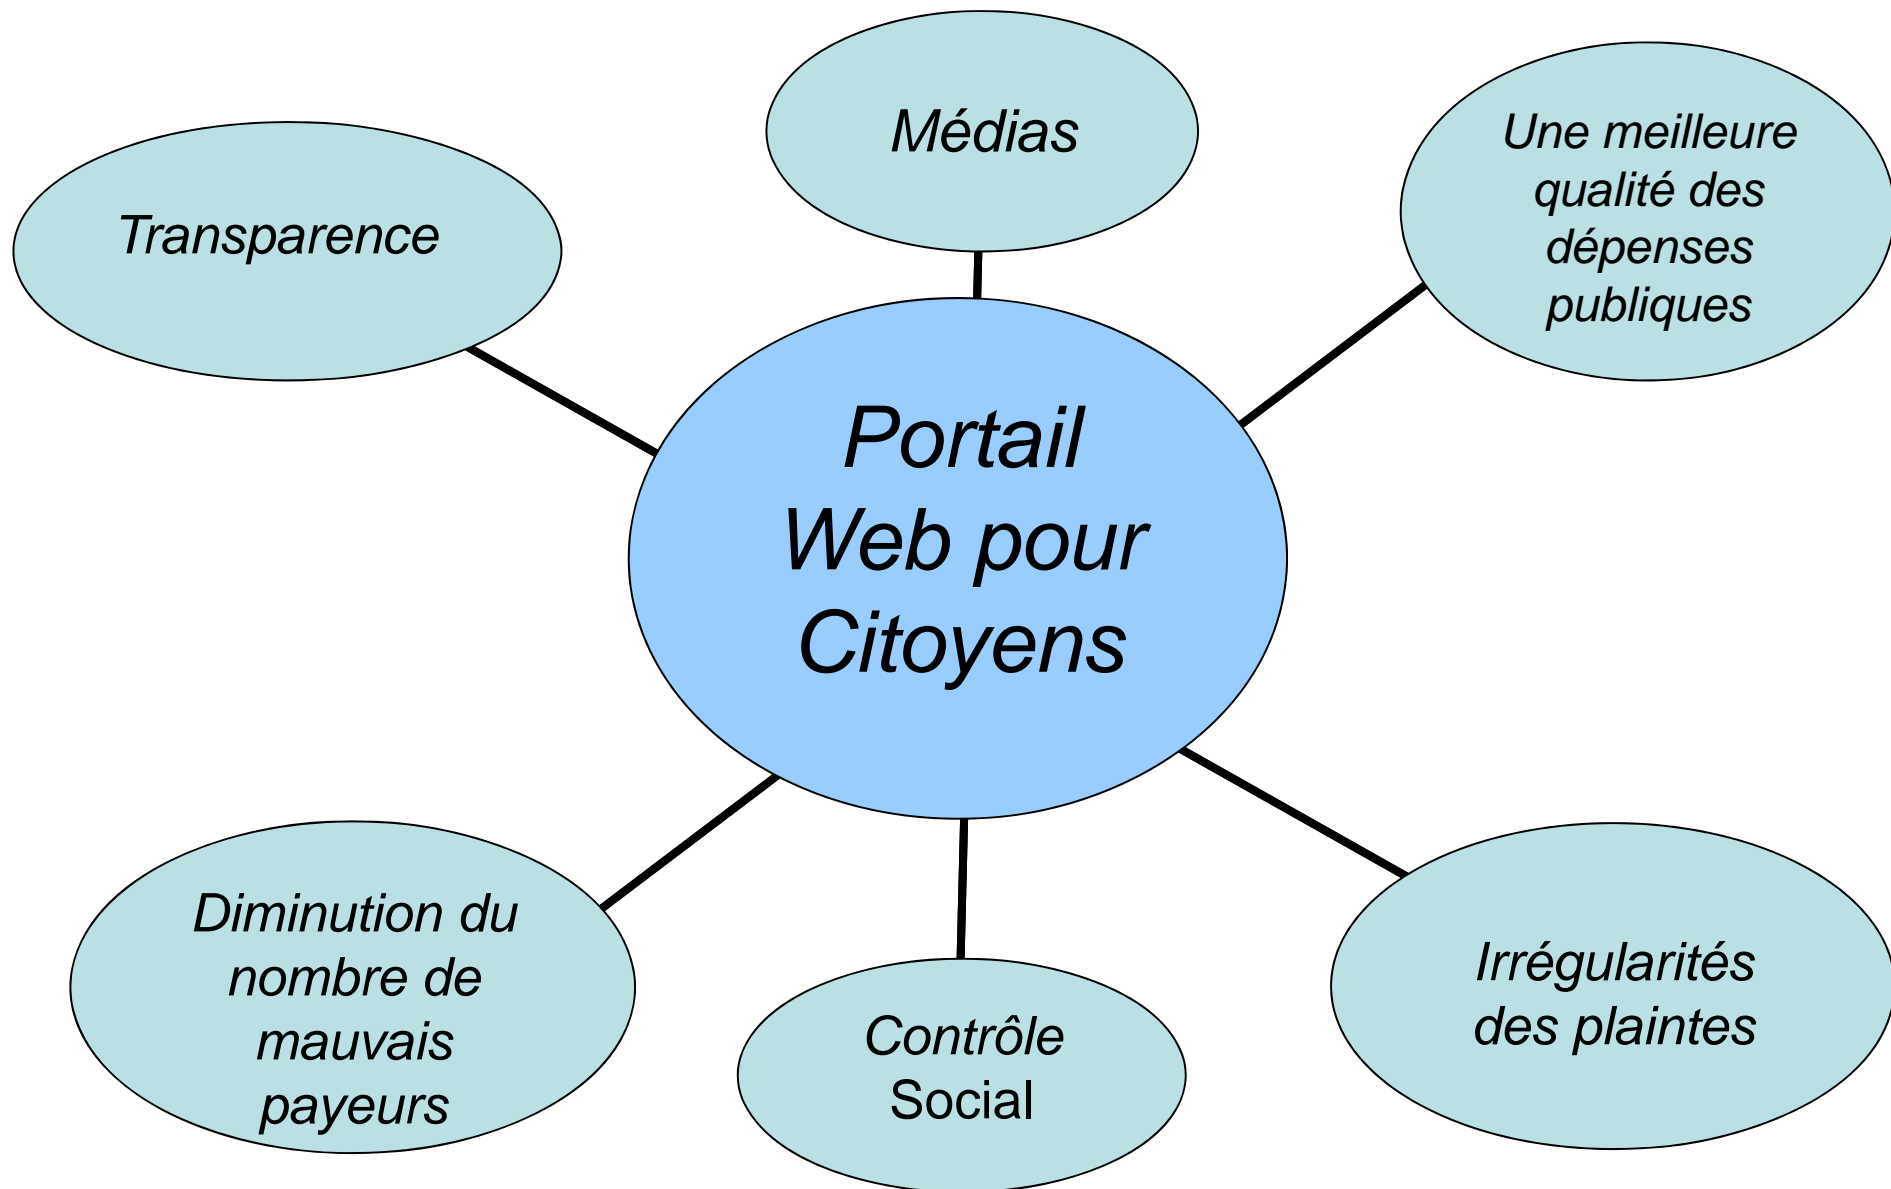 Médias
Transparence
Une meilleure
qualité des
dépenses
publiques
Portail
Web pour
Citoyens
Diminution du
nombre de
mauvais
payeurs
Contrôle
Social
Irrégularités
des plaintes